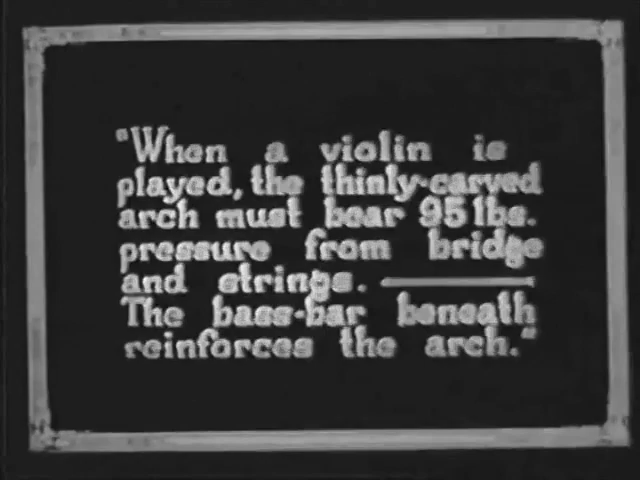 "When a violin is
played, the thinly-carved
arch must bear 95 lbs.
pressure from bridge
and strings. ———
The bass-bar beneath
reinforces the arch."